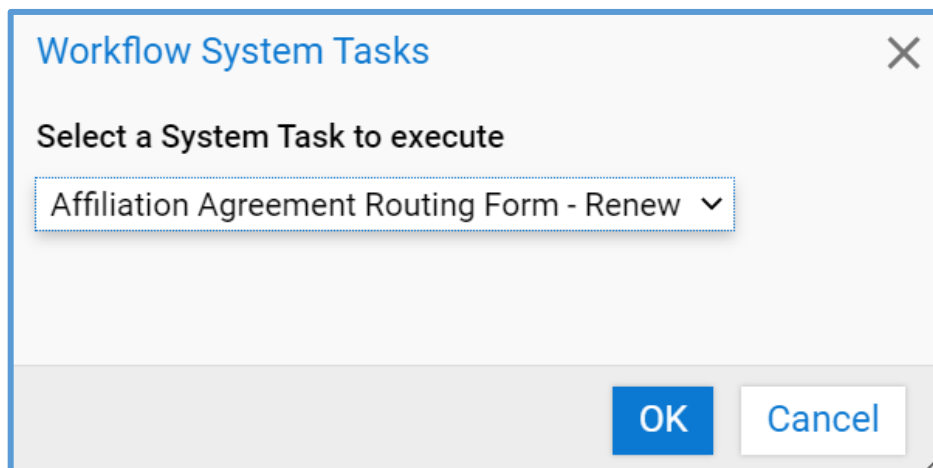 Workflow System Tasks
Select a System Task to execute
Affiliation Agreement Routing Form - Renew
OK Cancel